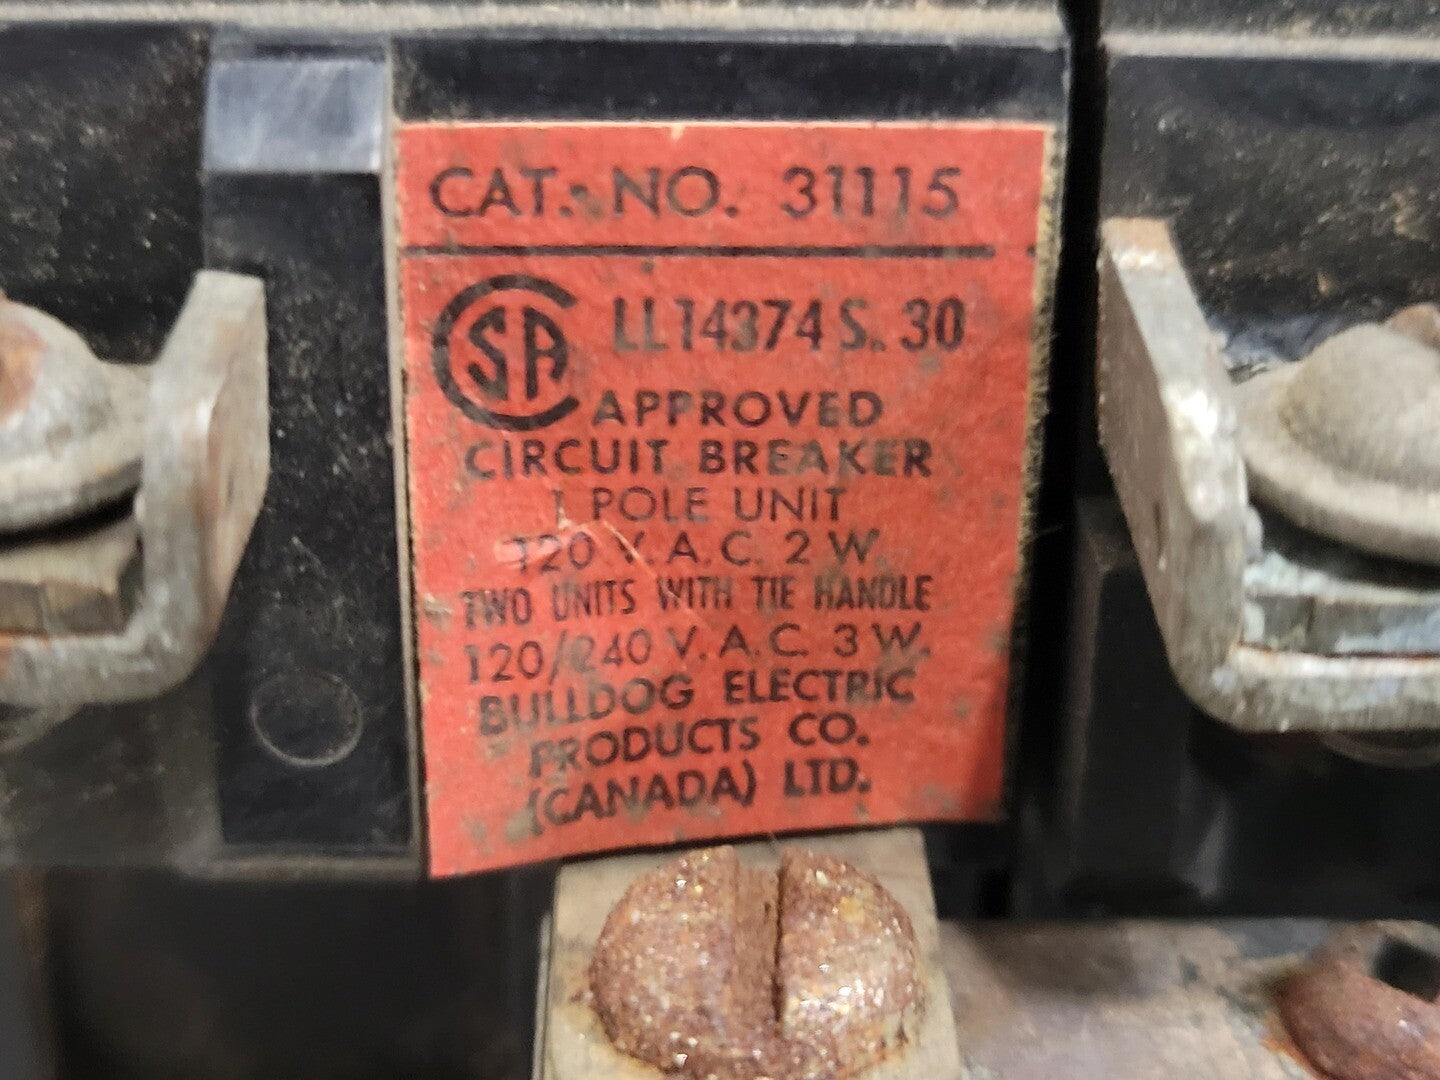 CAT. NO. 31115
CSA LL14374 S. 30
APPROVED
CIRCUIT BREAKER
1 POLE UNIT
120 V.A.C. 2 W.
TWO UNITS WITH TIE HANDLE
120/240 V.A.C. 3 W.
BULLDOG ELECTRIC
PRODUCTS CO.
(CANADA) LTD.